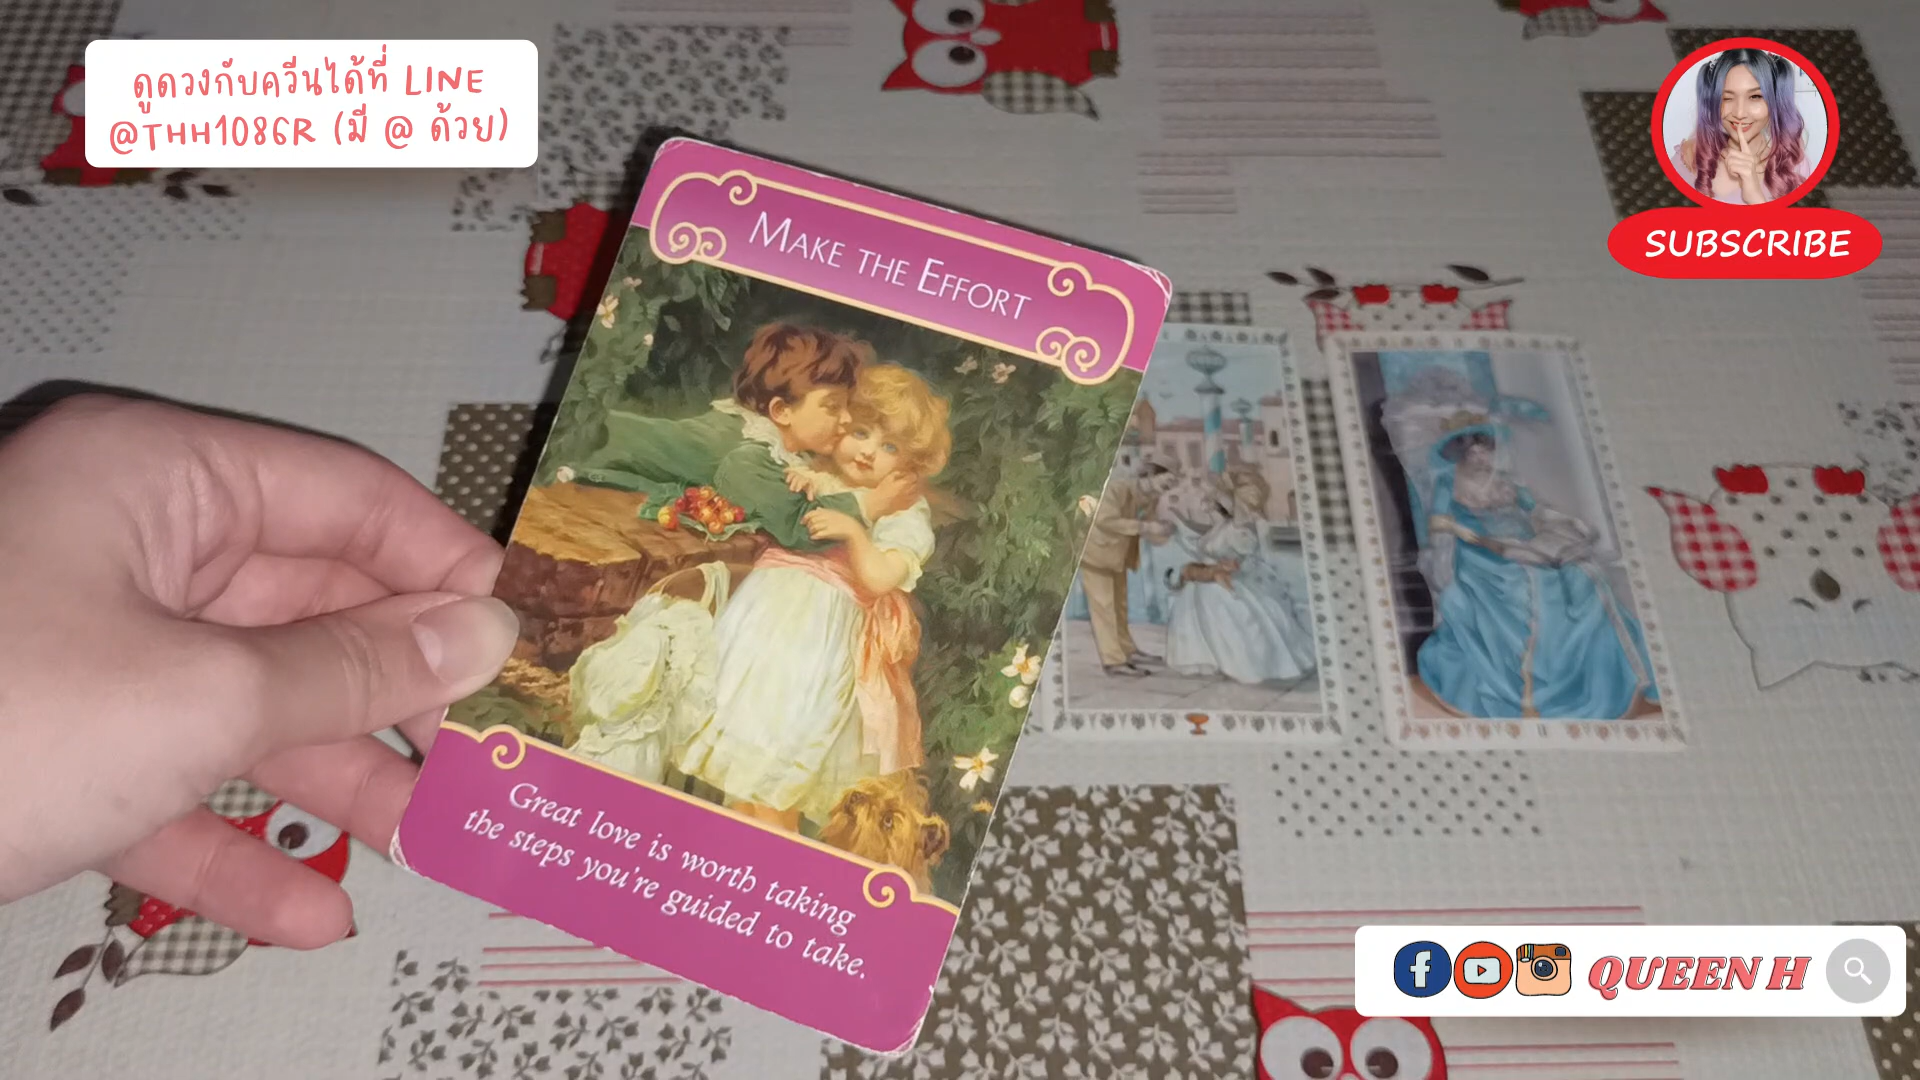 ดูดวงกับควีนได้ที่ LINE
@THH1086R (มี @ ด้วย)
SUBSCRIBE
MAKE THE EFFORT
Great love is worth taking
the steps you're guided to take.
QUEEN H